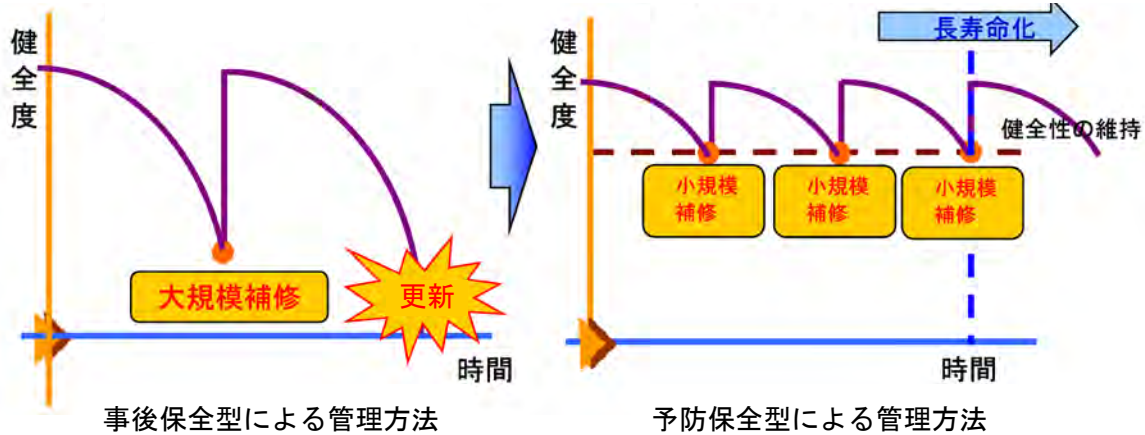 健全度
大規模補修
更新
時間
事後保全型による管理方法
健全度
長寿命化
健全性の維持
小規模
補修
小規模
補修
小規模
補修
時間
予防保全型による管理方法